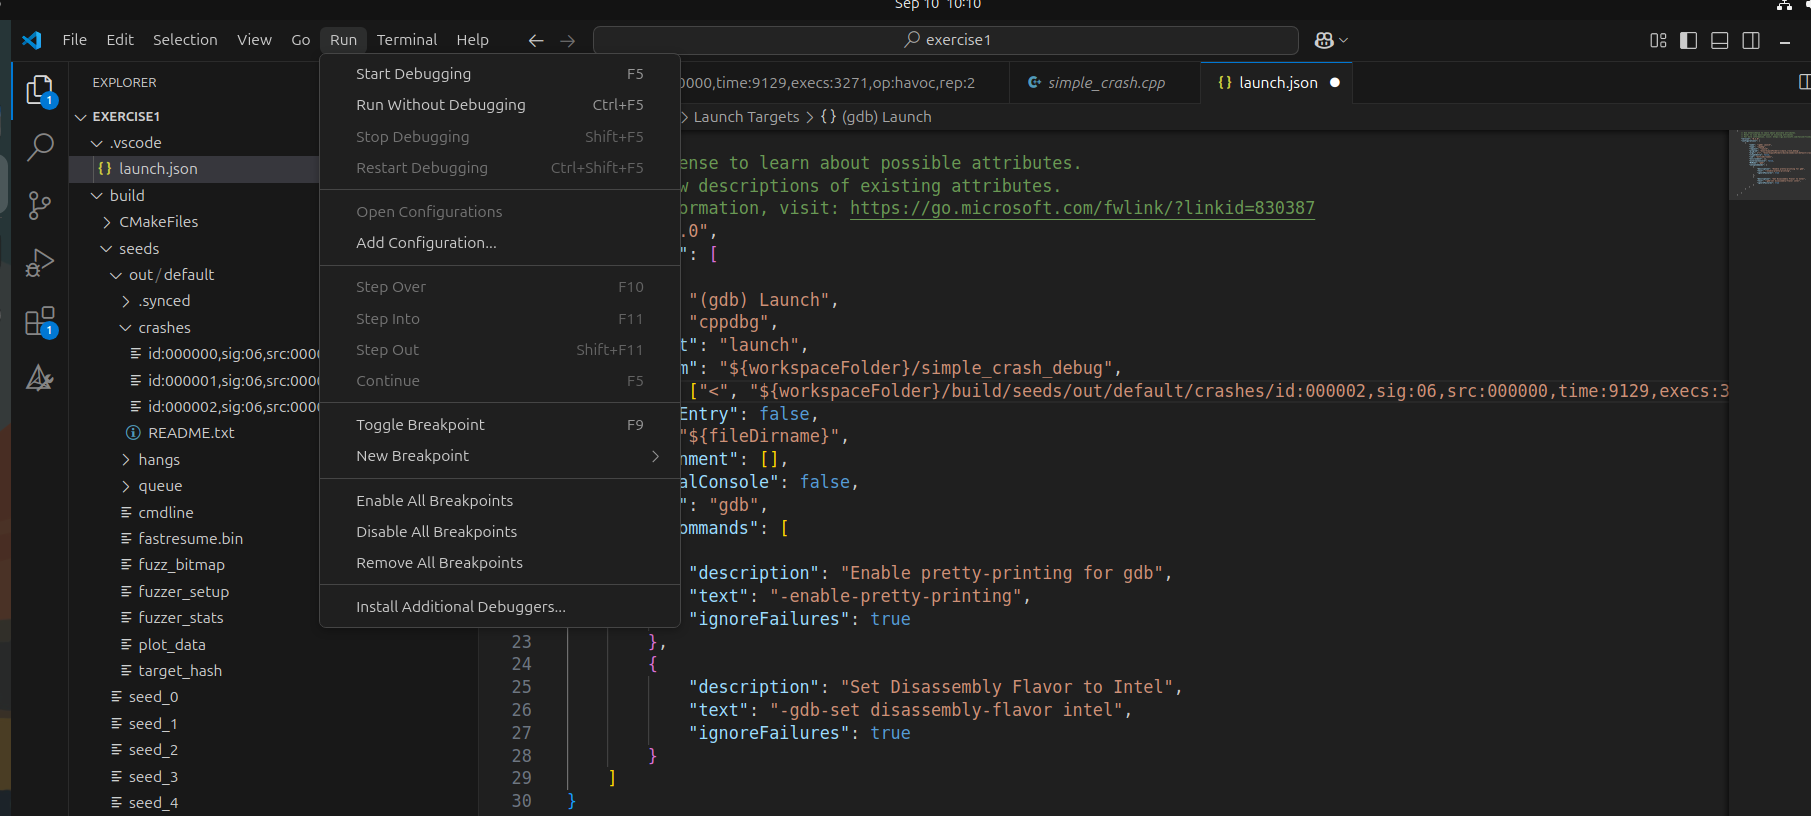 Sep 10 10:10
File Edit Selection View Go Run Terminal Help
exercise1
EXPLORER
EXERCISE1
.vscode
launch.json
build
CMakeFiles
seeds
out/default
.synced
crashes
id:000000,sig:06,src:000
id:000001,sig:06,src:000
id:000002,sig:06,src:000
README.txt
hangs
queue
cmdline
fastresume.bin
fuzz_bitmap
fuzzer_setup
fuzzer_stats
plot_data
target_hash
seed_0
seed_1
seed_2
seed_3
seed_4
1
1
Start Debugging F5
Run Without Debugging Ctrl+F5
Stop Debugging Shift+F5
Restart Debugging Ctrl+Shift+F5
Open Configurations
Add Configuration...
Step Over F10
Step Into F11
Step Out Shift+F11
Continue F5
Toggle Breakpoint F9
New Breakpoint
Enable All Breakpoints
Disable All Breakpoints
Remove All Breakpoints
Install Additional Debuggers...
0000,time:9129,execs:3271,op:havoc,rep:2 simple_crash.cpp {} launch.json
Launch Targets > {} (gdb) Launch
ense to learn about possible attributes.
w descriptions of existing attributes.
ormation, visit: https://go.microsoft.com/fwlink/?linkid=830387
.0",
": [
"(gdb) Launch",
"cppdbg",
t": "launch",
m": "${workspaceFolder}/simple_crash_debug",
["<", "${workspaceFolder}/build/seeds/out/default/crashes/id:000002,sig:06,src:000000,time:9129,execs:3
Entry": false,
"${fileDirname}",
nment": [],
alConsole": false,
": "gdb",
ommands": [
"description": "Enable pretty-printing for gdb",
"text": "-enable-pretty-printing",
"ignoreFailures": true
23 },
24 {
25 "description": "Set Disassembly Flavor to Intel",
26 "text": "-gdb-set disassembly-flavor intel",
27 "ignoreFailures": true
28 }
29 ]
30 }